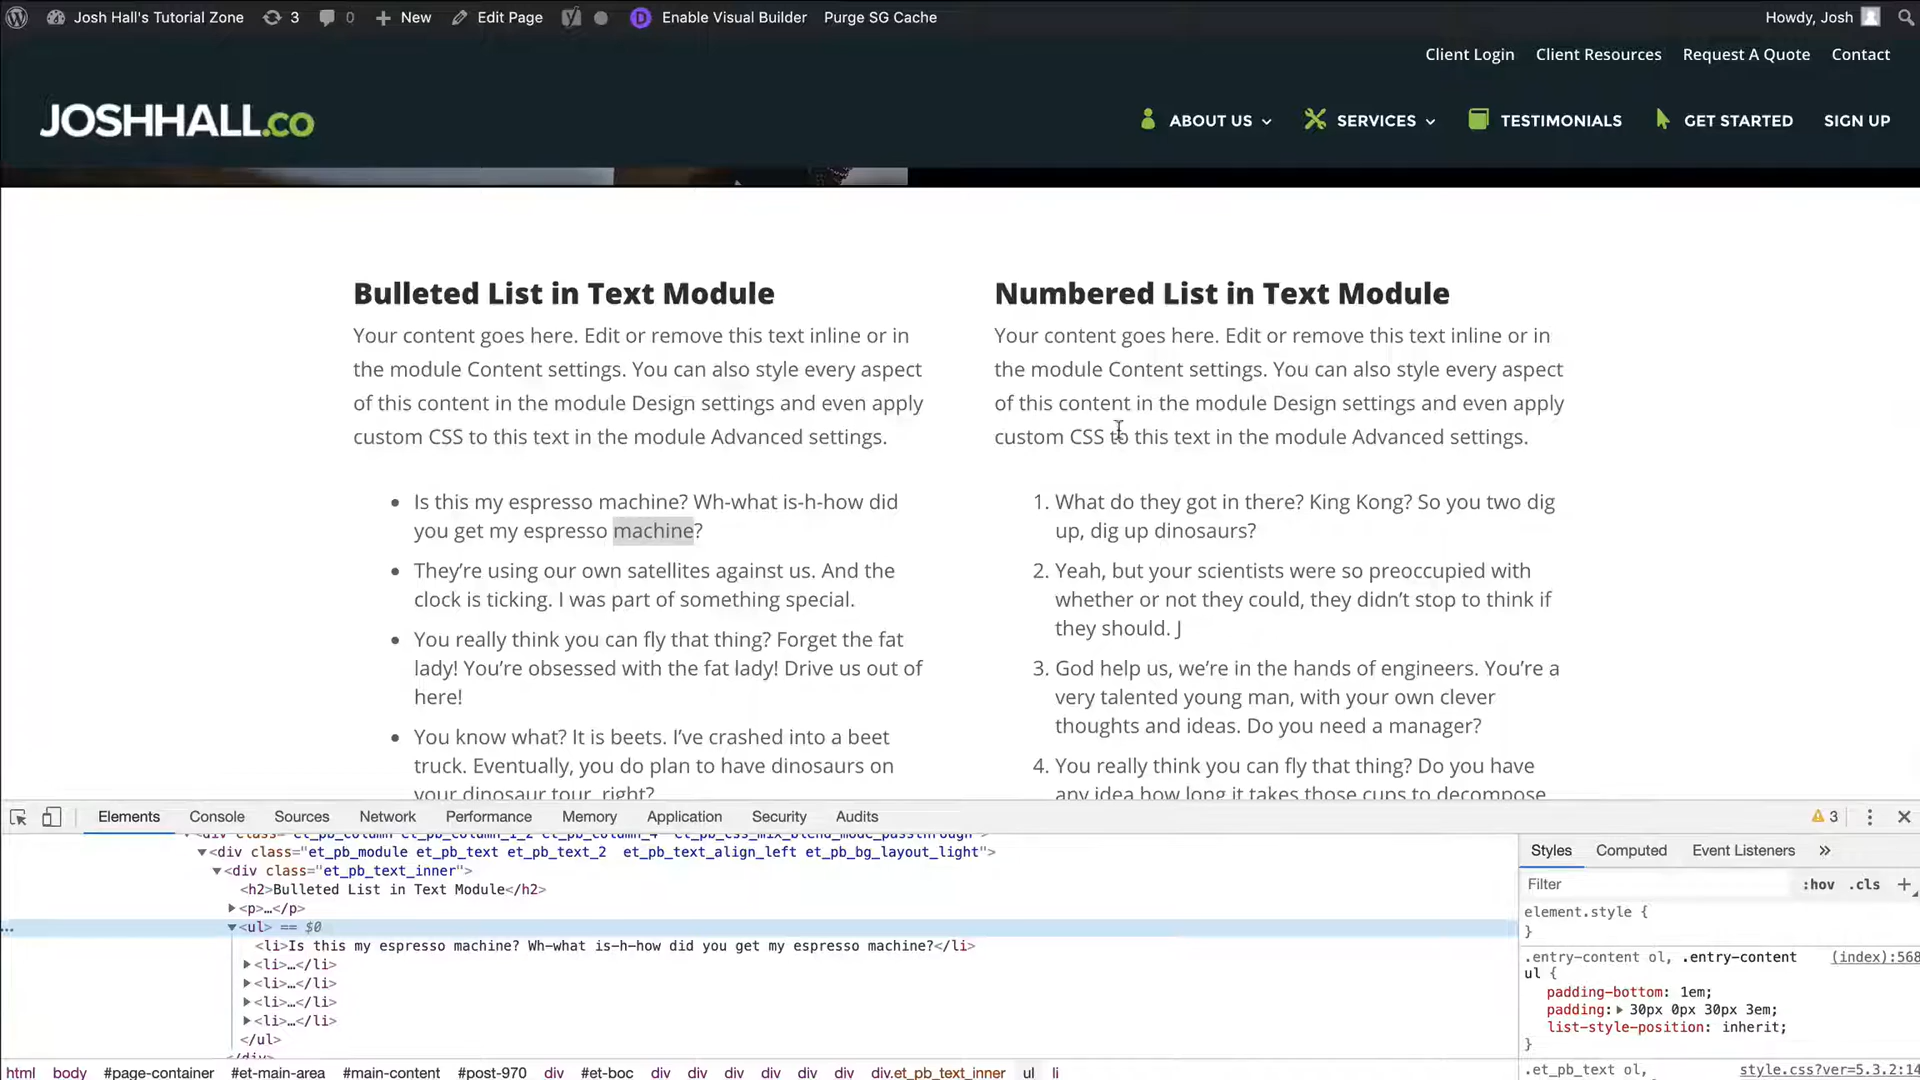 Josh Hall's Tutorial Zone 3 0 New Edit Page Enable Visual Builder Purge SG Cache Howdy, Josh
Client Login Client Resources Request A Quote Contact
JOSHHALL.co ABOUT US SERVICES TESTIMONIALS GET STARTED SIGN UP
Bulleted List in Text Module
Your content goes here. Edit or remove this text inline or in
the module Content settings. You can also style every aspect
of this content in the module Design settings and even apply
custom CSS to this text in the module Advanced settings.
• Is this my espresso machine? Wh-what is-h-how did
you get my espresso machine?
• They’re using our own satellites against us. And the
clock is ticking. I was part of something special.
• You really think you can fly that thing? Forget the fat
lady! You’re obsessed with the fat lady! Drive us out of
here!
• You know what? It is beets. I’ve crashed into a beet
truck. Eventually, you do plan to have dinosaurs on
your dinosaur tour, right?
Numbered List in Text Module
Your content goes here. Edit or remove this text inline or in
the module Content settings. You can also style every aspect
of this content in the module Design settings and even apply
custom CSS to this text in the module Advanced settings.
1. What do they got in there? King Kong? So you two dig
up, dig up dinosaurs?
2. Yeah, but your scientists were so preoccupied with
whether or not they could, they didn’t stop to think if
they should. J
3. God help us, we’re in the hands of engineers. You’re a
very talented young man, with your own clever
thoughts and ideas. Do you need a manager?
4. You really think you can fly that thing? Do you have
any idea how long it takes those cups to decompose
Elements Console Sources Network Performance Memory Application Security Audits 3
<div class="et_pb_column et_pb_column_1_2 et_pb_column_4 et_pb_css_mix_blend_mode_passthrough">
<div class="et_pb_module et_pb_text et_pb_text_2  et_pb_text_align_left et_pb_bg_layout_light">
<div class="et_pb_text_inner">
<h2>Bulleted List in Text Module</h2>
<p>…</p>
<ul> == $0
<li>Is this my espresso machine? Wh-what is-h-how did you get my espresso machine?</li>
<li>…</li>
<li>…</li>
<li>…</li>
<li>…</li>
</ul>
</div>
html body #page-container #et-main-area #main-content #post-970 div #et-boc div div div div div div.et_pb_text_inner ul li
Styles Computed Event Listeners »
Filter :hov .cls +
element.style {
}
.entry-content ol, .entry-content (index):568
ul {
padding-bottom: 1em;
padding: 30px 0px 30px 3em;
list-style-position: inherit;
}
.et_pb_text ol, style.css?ver=5.3.2:14